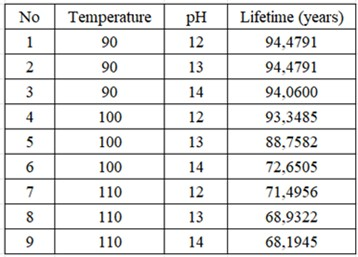 No Temperature pH Lifetime (years)
1 90 12 94,4791
2 90 13 94,4791
3 90 14 94,0600
4 100 12 93,3485
5 100 13 88,7582
6 100 14 72,6505
7 110 12 71,4956
8 110 13 68,9322
9 110 14 68,1945